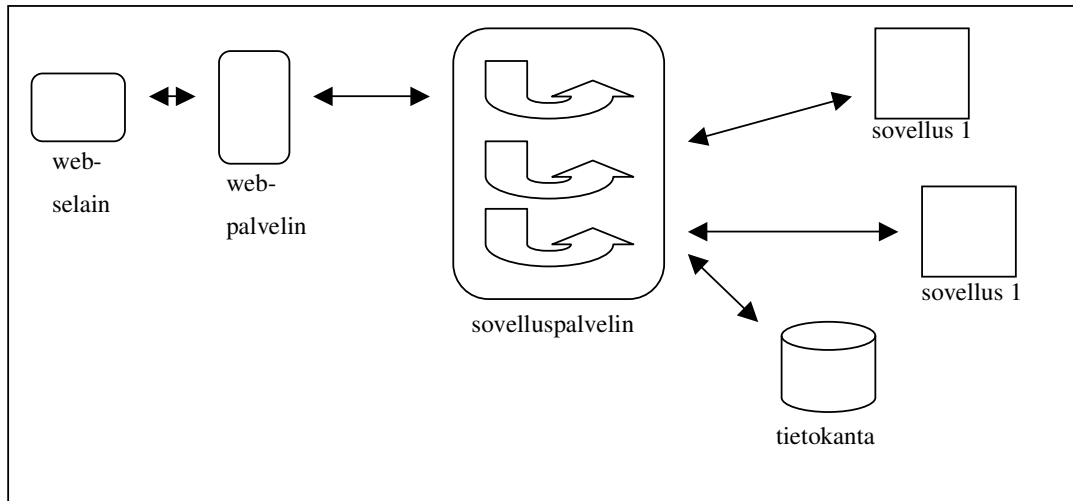 web-
selain
web-
palvelin
sovelluspalvelin
sovellus 1
sovellus 1
tietokanta